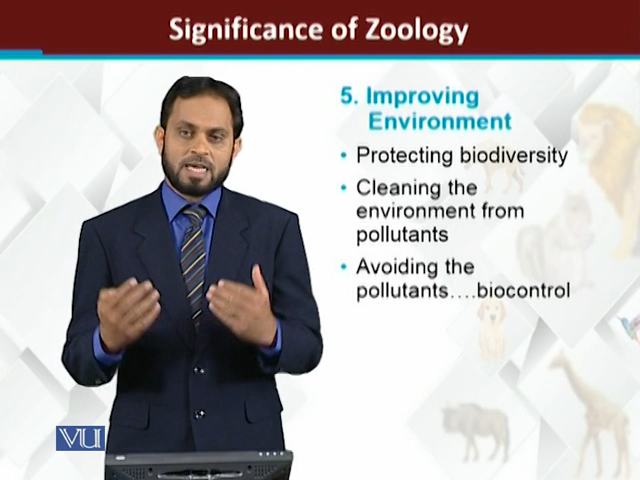 Significance of Zoology
5. Improving
Environment
• Protecting biodiversity
• Cleaning the
environment from
pollutants
• Avoiding the
pollutants....biocontrol
VU